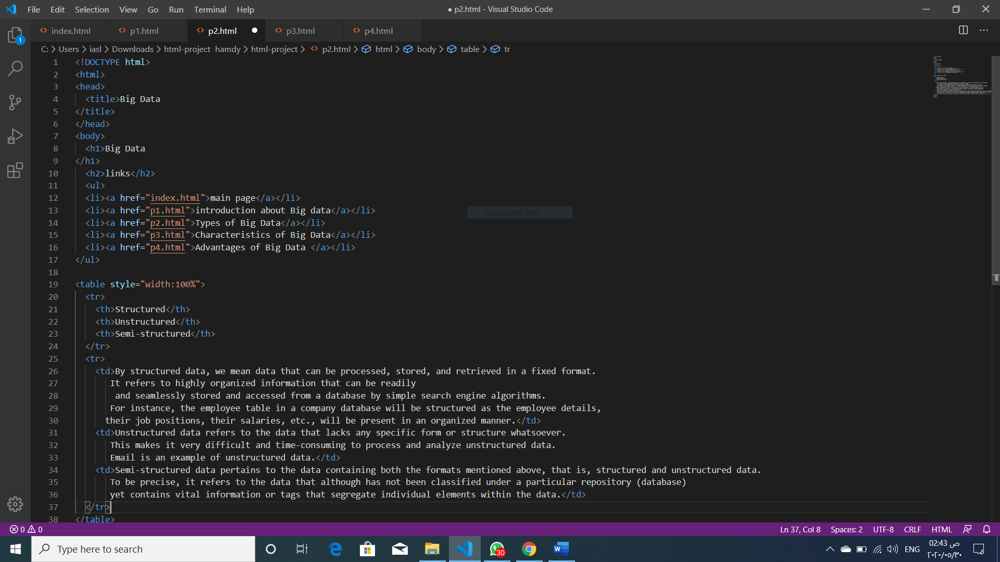 File Edit Selection View Go Run Terminal Help
● p2.html - Visual Studio Code
index.html p1.html p2.html p3.html p4.html
1
C: > Users > iasl > Downloads > html-project hamdy > html-project > p2.html > html > body > table > tr
1 <!DOCTYPE html>
2 <html>
3 <head>
4 <title>Big Data
5 </title>
6 </head>
7 <body>
8 <h1>Big Data
9 </h1>
10 <h2>links</h2>
11 <ul>
12 <li><a href="index.html">main page</a></li>
13 <li><a href="p1.html">introduction about Big data</a></li>
Full-screen Snip
14 <li><a href="p2.html">Types of Big Data</a></li>
15 <li><a href="p3.html">Characteristics of Big Data</a></li>
16 <li><a href="p4.html">Advantages of Big Data </a></li>
17 </ul>
18
19 <table style="width:100%">
20 <tr>
21 <th>Structured</th>
22 <th>Unstructured</th>
23 <th>Semi-structured</th>
24 </tr>
25 <tr>
26 <td>By structured data, we mean data that can be processed, stored, and retrieved in a fixed format.
27 It refers to highly organized information that can be readily
28 and seamlessly stored and accessed from a database by simple search engine algorithms.
29 For instance, the employee table in a company database will be structured as the employee details,
30 their job positions, their salaries, etc., will be present in an organized manner.</td>
31 <td>Unstructured data refers to the data that lacks any specific form or structure whatsoever.
32 This makes it very difficult and time-consuming to process and analyze unstructured data.
33 Email is an example of unstructured data.</td>
34 <td>Semi-structured data pertains to the data containing both the formats mentioned above, that is, structured and unstructured data.
35 To be precise, it refers to the data that although has not been classified under a particular repository (database)
36 yet contains vital information or tags that segregate individual elements within the data.</td>
37 </tr>
38 </table>
0 0 Ln 37, Col 8 Spaces: 2 UTF-8 CRLF HTML
Type here to search
30
ENG
02:43 ص
٢٠٢٠/٠٥/٣٠